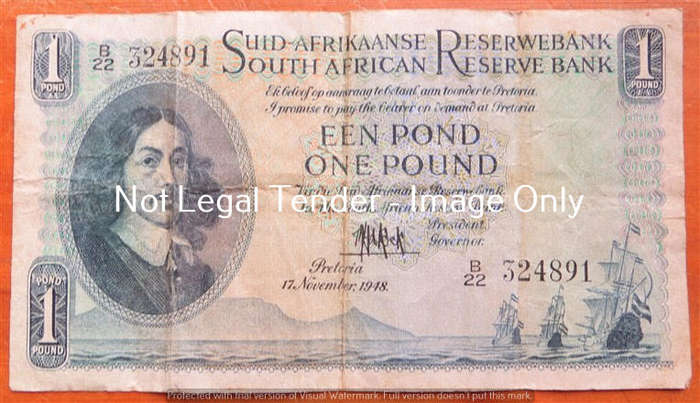 1
POND
B/22 324891
SUID-AFRIKAANSE RESERWEBANK
SOUTH AFRICAN RESERVE BANK
1
POUND
Ek beloof op aanvraag te betaal aan toonder te Pretoria.
I promise to pay the bearer on demand at Pretoria
EEN POND
ONE POUND
Not Legal Tender - Image Only
President.
Governor.
Pretoria
17 November, 1948.
B/22 324891
POND
1
POUND
Protected with trial version of Visual Watermark. Full version doesn't put this mark.